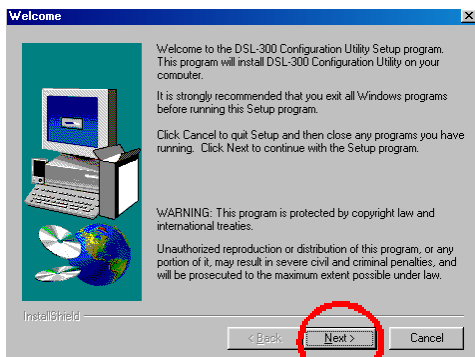 Welcome
Welcome to the DSL-300 Configuration Utility Setup program.
This program will install DSL-300 Configuration Utility on your
computer.
It is strongly recommended that you exit all Windows programs
before running this Setup program.
Click Cancel to quit Setup and then close any programs you have
running. Click Next to continue with the Setup program.
WARNING: This program is protected by copyright law and
international treaties.
Unauthorized reproduction or distribution of this program, or any
portion of it, may result in severe civil and criminal penalties, and
will be prosecuted to the maximum extent possible under law.
InstallShield
< Back Next > Cancel